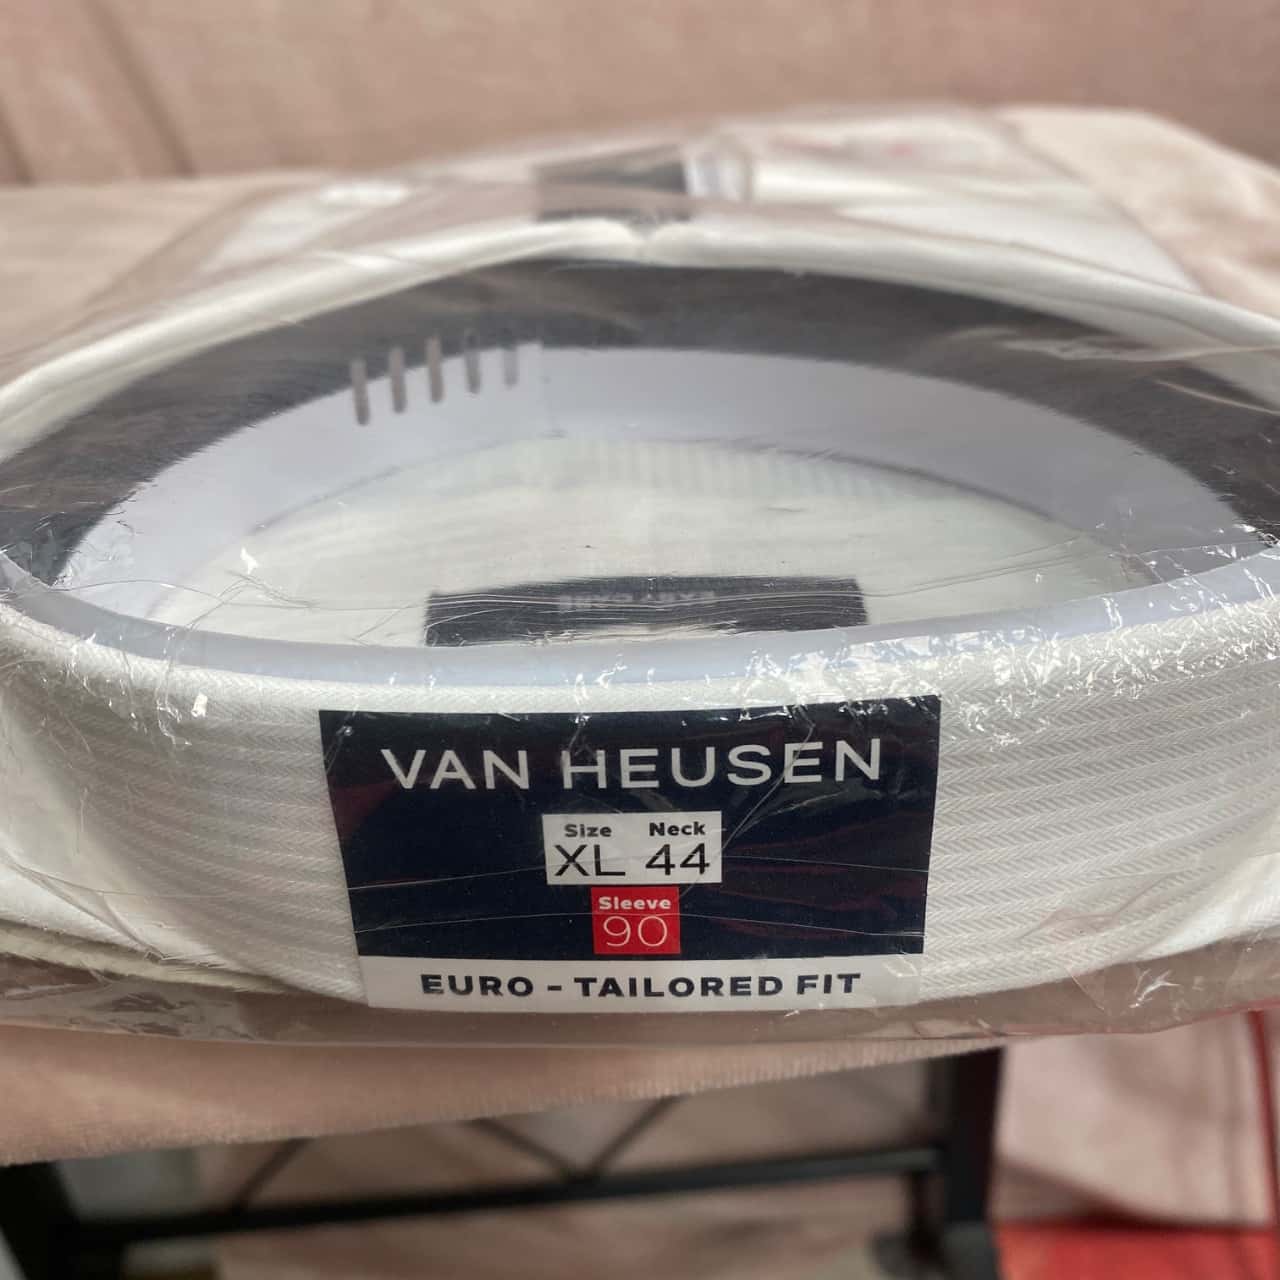 VAN HEUSEN
Size Neck
XL 44
Sleeve
90
EURO - TAILORED FIT